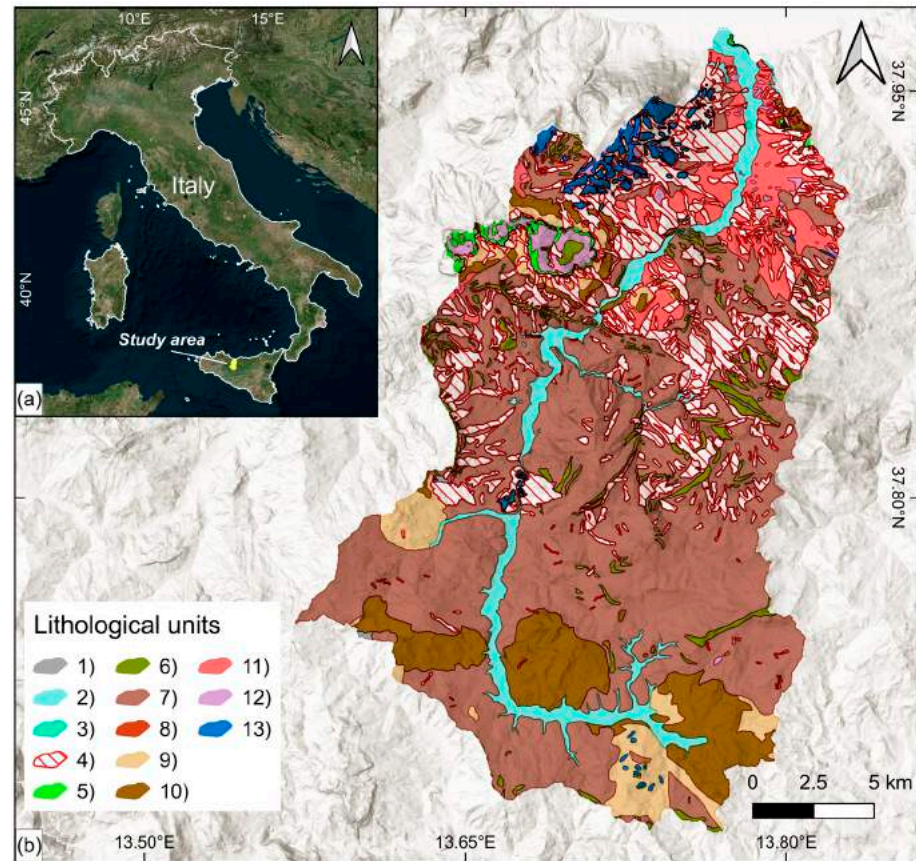 10°E 15°E
45°N
Italy
40°N
Study area
(a)
37.95°N
37.80°N
Lithological units
1) 6) 11)
2) 7) 12)
3) 8) 13)
4) 9)
5) 10)
0 2.5 5 km
(b)
13.50°E 13.65°E 13.80°E